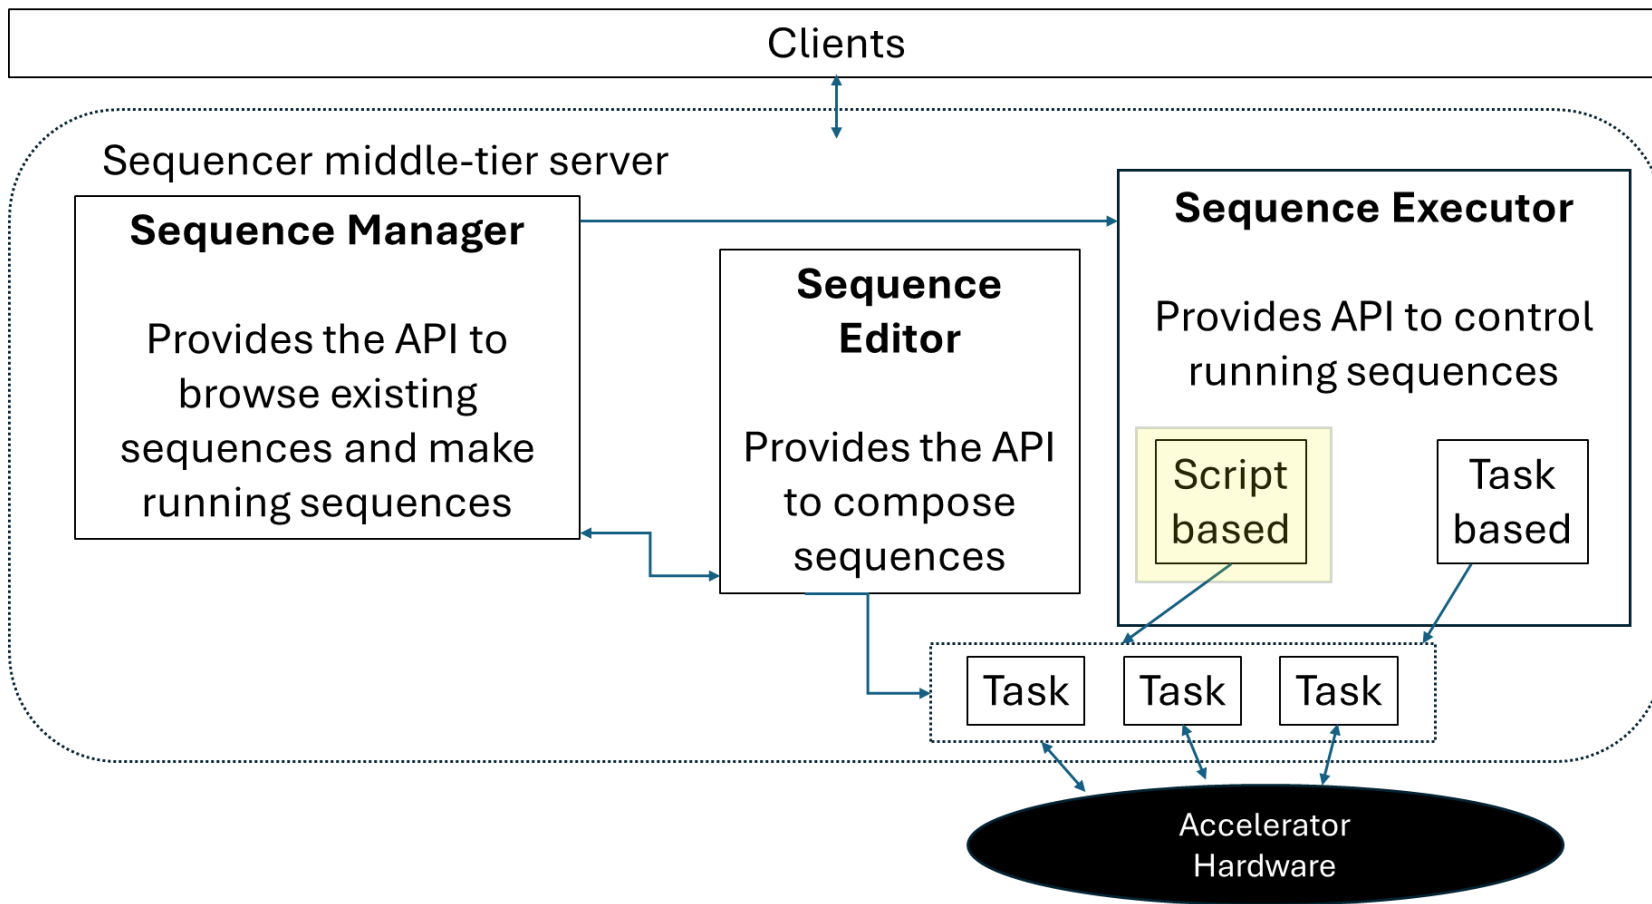 Clients
Sequencer middle-tier server
Sequence Manager
Provides the API to
browse existing
sequences and make
running sequences
Sequence
Editor
Provides the API
to compose
sequences
Sequence Executor
Provides API to control
running sequences
Script
based
Task
based
Task
Task
Task
Accelerator
Hardware